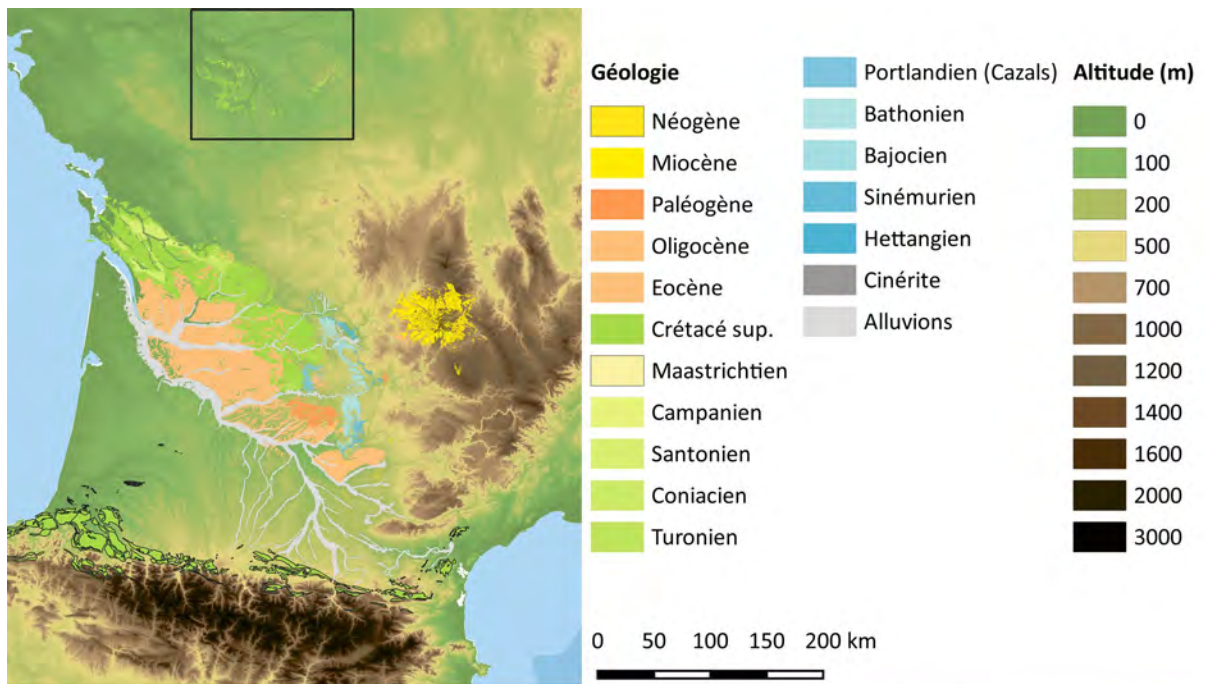 Géologie
Néogène
Miocène
Paléogène
Oligocène
Eocène
Crétacé sup.
Maastrichtien
Campanien
Santonien
Coniacien
Turonien
Portlandien (Cazals)
Bathonien
Bajocien
Sinémurien
Hettangien
Cinérite
Alluvions
Altitude (m)
0
100
200
500
700
1000
1200
1400
1600
2000
3000
0 50 100 150 200 km